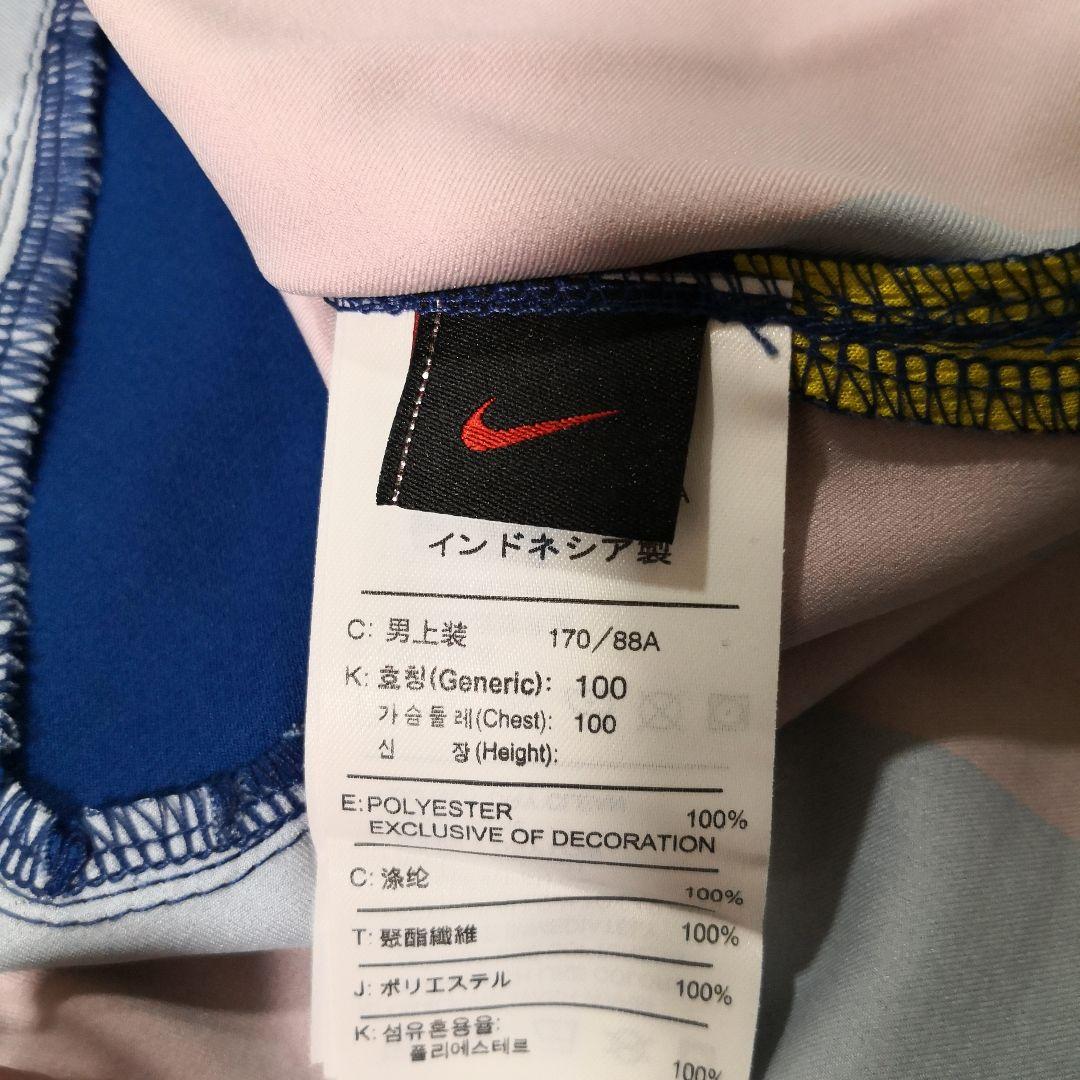 インドネシア製
C: 男上装 170/88A
K: 호칭(Generic): 100
가슴둘레(Chest): 100
신 장(Height):
E: POLYESTER 100%
EXCLUSIVE OF DECORATION
C: 涤纶 100%
T: 聚酯纖維 100%
J: ポリエステル 100%
K: 섬유혼용율:
폴리에스테르 100%